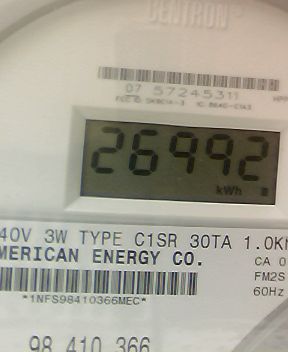 CENTRON
07 57245311
26992
kWh
40V 3W TYPE C1SR 30TA 1.0K
MERICAN ENERGY CO.
CA 0
FM2S
60Hz
*1NFS98410366MEC*
98 410 366